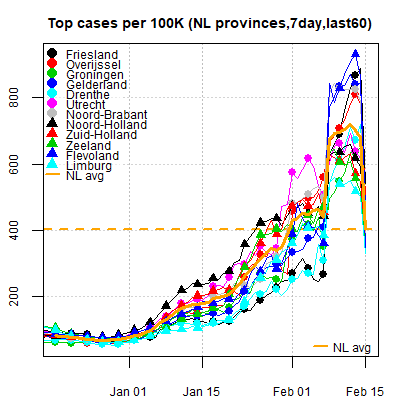 Top cases per 100K (NL provinces,7day,last60)
Friesland
Overijssel
Groningen
Gelderland
Drenthe
Utrecht
Noord-Brabant
Noord-Holland
Zuid-Holland
Zeeland
Flevoland
Limburg
NL avg
800
600
400
200
NL avg
Jan 01
Jan 15
Feb 01
Feb 15